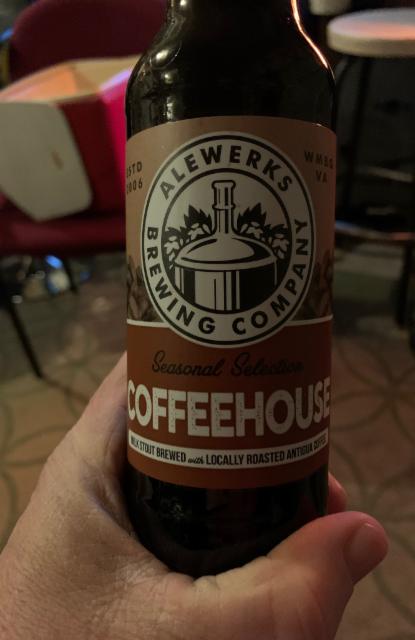 ESTD
2006
WMBG
VA
ALEWERKS
BREWING COMPANY
Seasonal Selection
COFFEEHOUSE
MILK STOUT BREWED with LOCALLY ROASTED ANTIGUA COFFEE